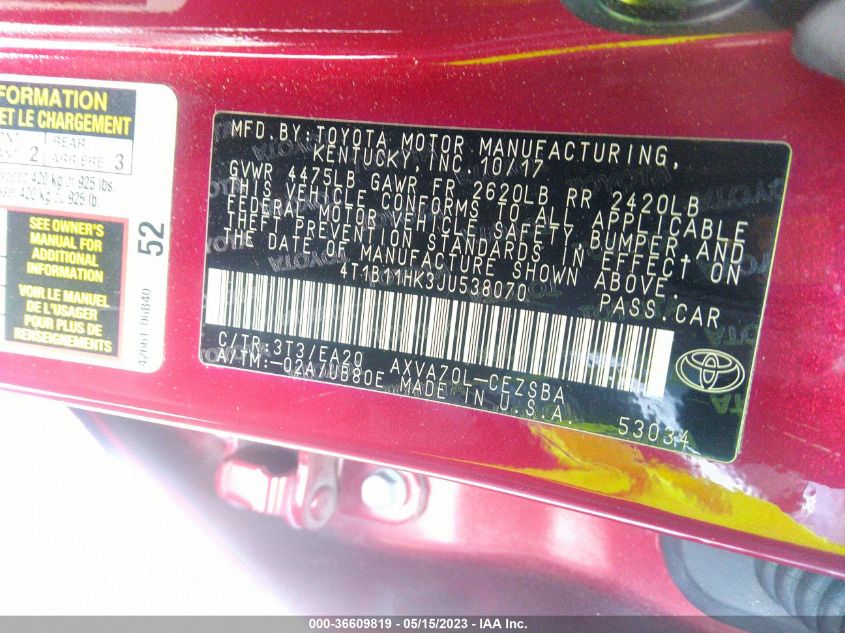 FORMATION
ET LE CHARGEMENT
2
REAR
ARRIÈRE 3
420 kg or 925 lbs.
420 kg ou 925 lb.
SEE OWNER'S
MANUAL FOR
ADDITIONAL
INFORMATION
VOIR LE MANUEL
DE
POUR PLUS DE
52
MFD. BY: TOYOTA MOTOR MANUFACTURING,
KENTUCKY, INC. 10/17
GVWR 4475LB GAWR FR 2620LB RR 2420LB
THIS VEHICLE CONFORMS TO ALL APPLICABLE
FEDERAL MOTOR VEHICLE SAFETY, BUMPER, AND
THEFT PREVENTION STANDARDS IN EFFECT ON
THE DATE OF MANUFACTURE SHOWN ABOVE.
4T1B11HK3JU538070 PASS. CAR
C/TR: 3T3/EA20 AXVA70L-CEZSBA
A/TM:-02A/UB80E MADE IN U.S.A.
53034
000-36609819 - 05/15/2023 - IAA Inc.